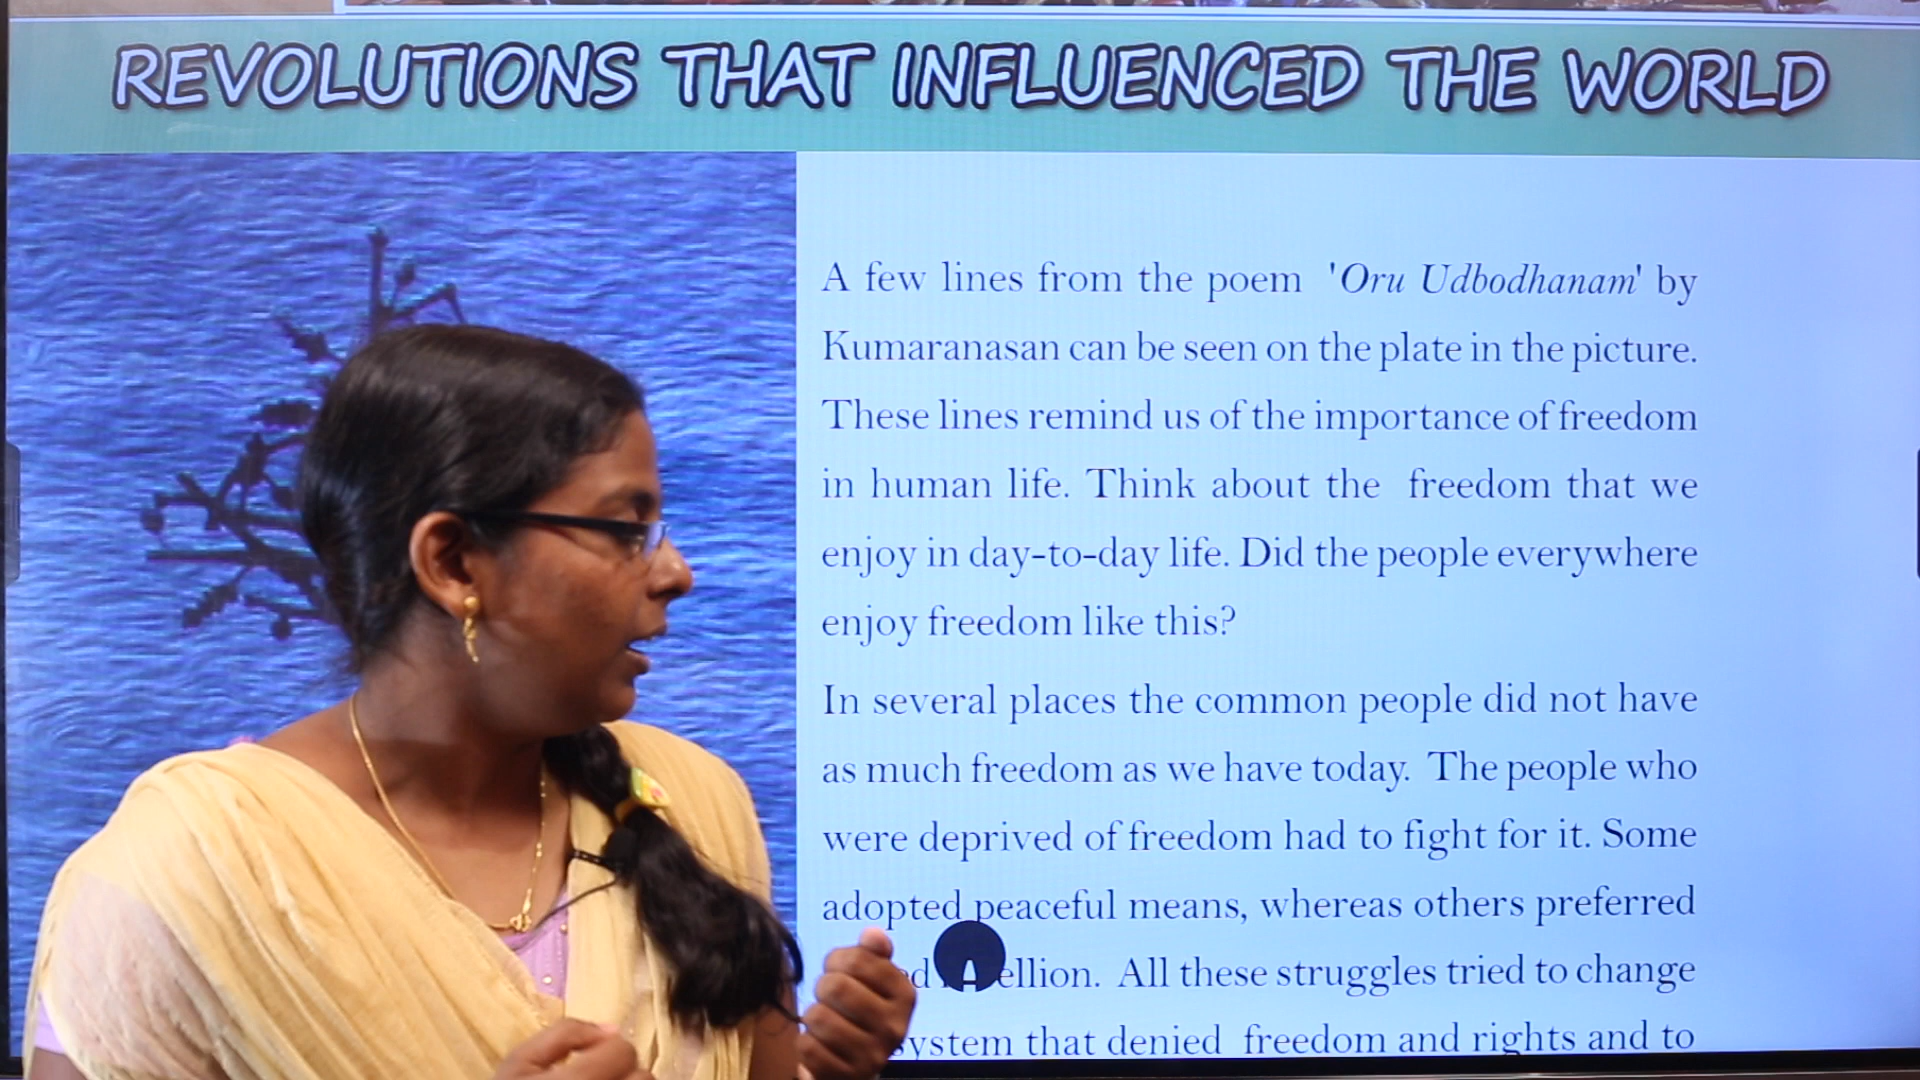 REVOLUTIONS THAT INFLUENCED THE WORLD
A few lines from the poem 'Oru Udbodhanam' by
Kumaranasan can be seen on the plate in the picture.
These lines remind us of the importance of freedom
in human life. Think about the freedom that we
enjoy in day-to-day life. Did the people everywhere
enjoy freedom like this?
In several places the common people did not have
as much freedom as we have today. The people who
were deprived of freedom had to fight for it. Some
adopted peaceful means, whereas others preferred
All these struggles tried to change
that denied freedom and rights and to